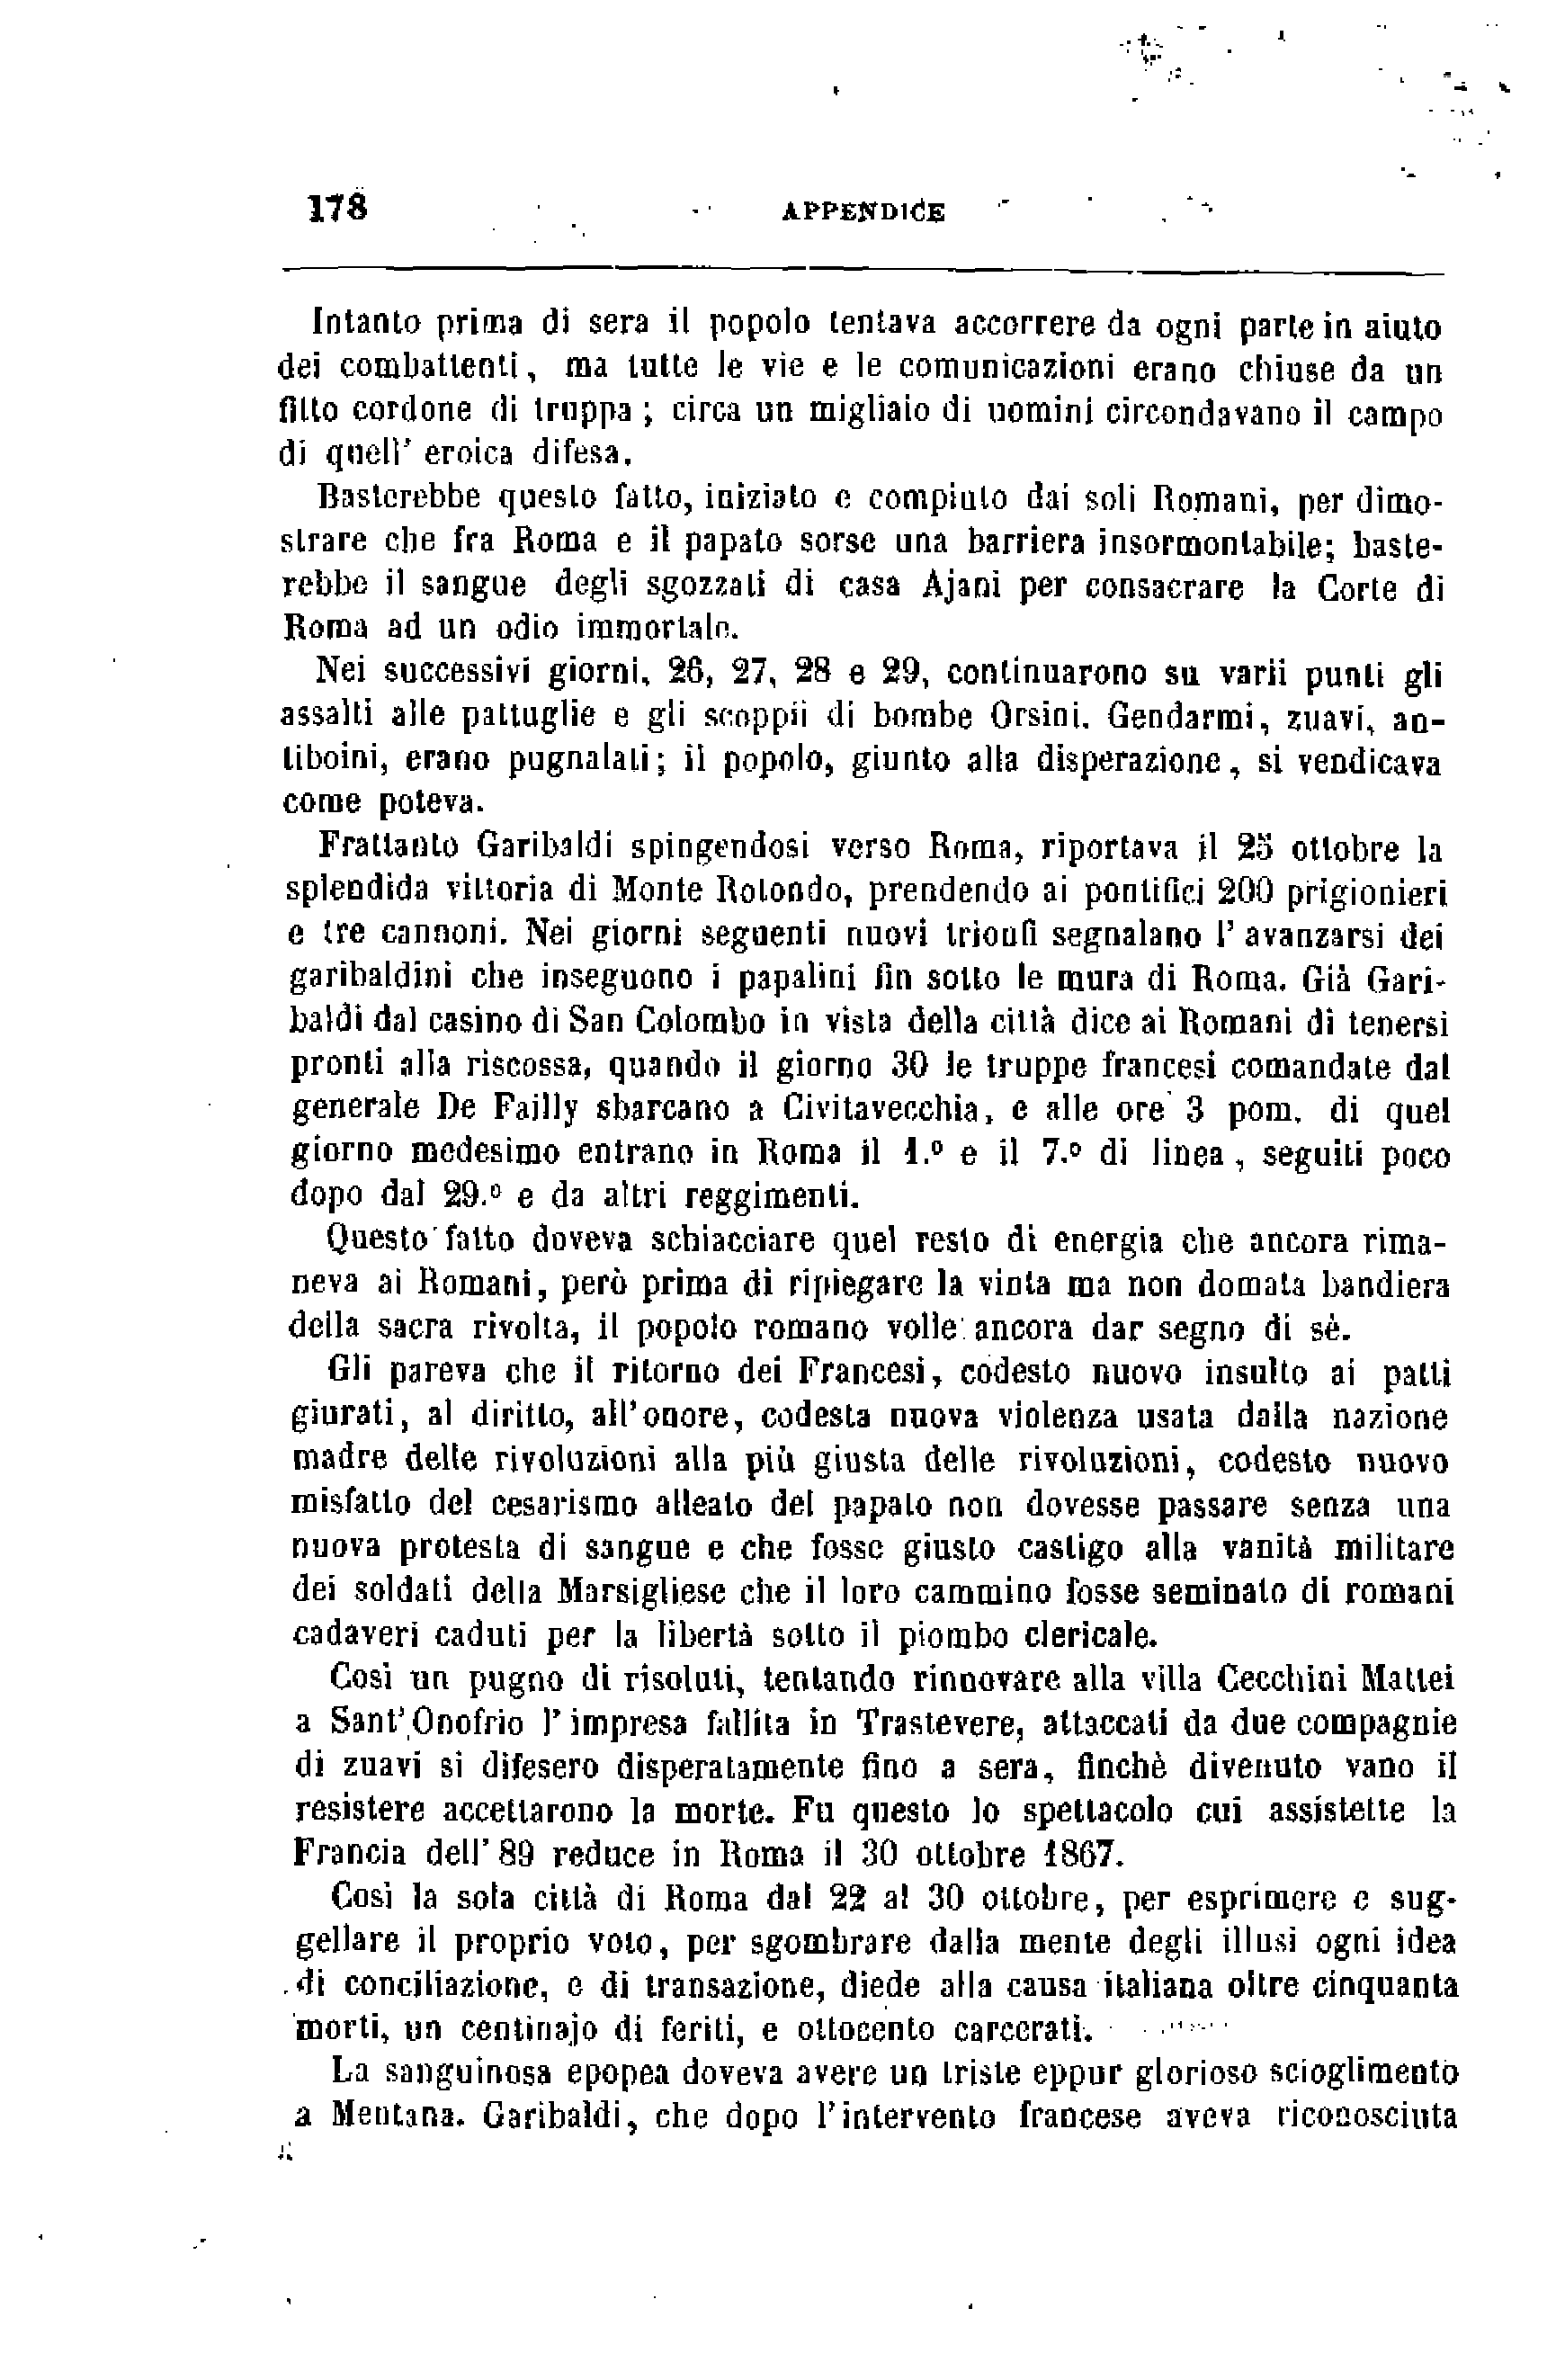 178 APPENDICE
Intanto prima di sera il popolo tentava accorrere da ogni parte in aiuto
dei combattenti, ma tutte le vie e le comunicazioni erano chiuse da un
fitto cordone di truppa; circa un migliaio di uomini circondavano il campo
di quell' eroica difesa.
Basterebbe questo fatto, iniziato e compiuto dai soli Romani, per dimo-
strare che fra Roma e il papato sorse una barriera insormontabile; baste-
rebbe il sangue degli sgozzati di casa Ajani per consacrare la Corte di
Roma ad un odio immortale.
Nei successivi giorni, 26, 27, 28 e 29, continuarono su varii punti gli
assalti alle pattuglie e gli scoppii di bombe Orsini. Gendarmi, zuavi, an-
tiboini, erano pugnalati; il popolo, giunto alla disperazione, si vendicava
come poteva.
Frattanto Garibaldi spingendosi verso Roma, riportava il 25 ottobre la
splendida vittoria di Monte Rotondo, prendendo ai pontifici 200 prigionieri
e tre cannoni. Nei giorni seguenti nuovi trionfi segnalano l' avanzarsi dei
garibaldini che inseguono i papalini fin sotto le mura di Roma. Già Gari-
baldi dal casino di San Colombo in vista della città dice ai Romani di tenersi
pronti alla riscossa, quando il giorno 30 le truppe francesi comandate dal
generale De Failly sbarcano a Civitavecchia, e alle ore 3 pom. di quel
giorno medesimo entrano in Roma il 1.º e il 7.º di linea, seguiti poco
dopo dal 29.º e da altri reggimenti.
Questo fatto doveva schiacciare quel resto di energia che ancora rima-
neva ai Romani, però prima di ripiegare la vinta ma non domata bandiera
della sacra rivolta, il popolo romano volle ancora dar segno di sè.
Gli pareva che il ritorno dei Francesi, codesto nuovo insulto ai patti
giurati, al diritto, all'onore, codesta nuova violenza usata dalla nazione
madre delle rivoluzioni alla più giusta delle rivoluzioni, codesto nuovo
misfatto del cesarismo alleato del papato non dovesse passare senza una
nuova protesta di sangue e che fosse giusto castigo alla vanità militare
dei soldati della Marsigliese che il loro cammino fosse seminato di romani
cadaveri caduti per la libertà sotto il piombo clericale.
Così un pugno di risoluti, tentando rinnovare alla villa Cecchini Mattei
a Sant' Onofrio l'impresa fallita in Trastevere, attaccati da due compagnie
di zuavi si difesero disperatamente fino a sera, finchè divenuto vano il
resistere accettarono la morte. Fu questo lo spettacolo cui assistette la
Francia dell' 89 reduce in Roma il 30 ottobre 1867.
Così la sola città di Roma dal 22 al 30 ottobre, per esprimere e sug-
gellare il proprio voto, per sgombrare dalla mente degli illusi ogni idea
di conciliazione, e di transazione, diede alla causa italiana oltre cinquanta
morti, un centinajo di feriti, e ottocento carcerati.
La sanguinosa epopea doveva avere un triste eppur glorioso scioglimento
a Mentana. Garibaldi, che dopo l'intervento francese aveva riconosciuta